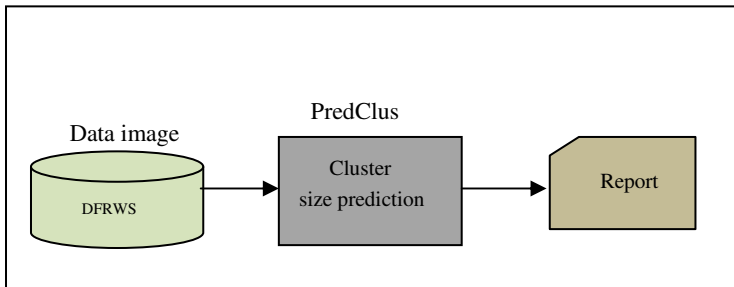 PredClus
Data image
Cluster
size prediction
Report
DFRWS